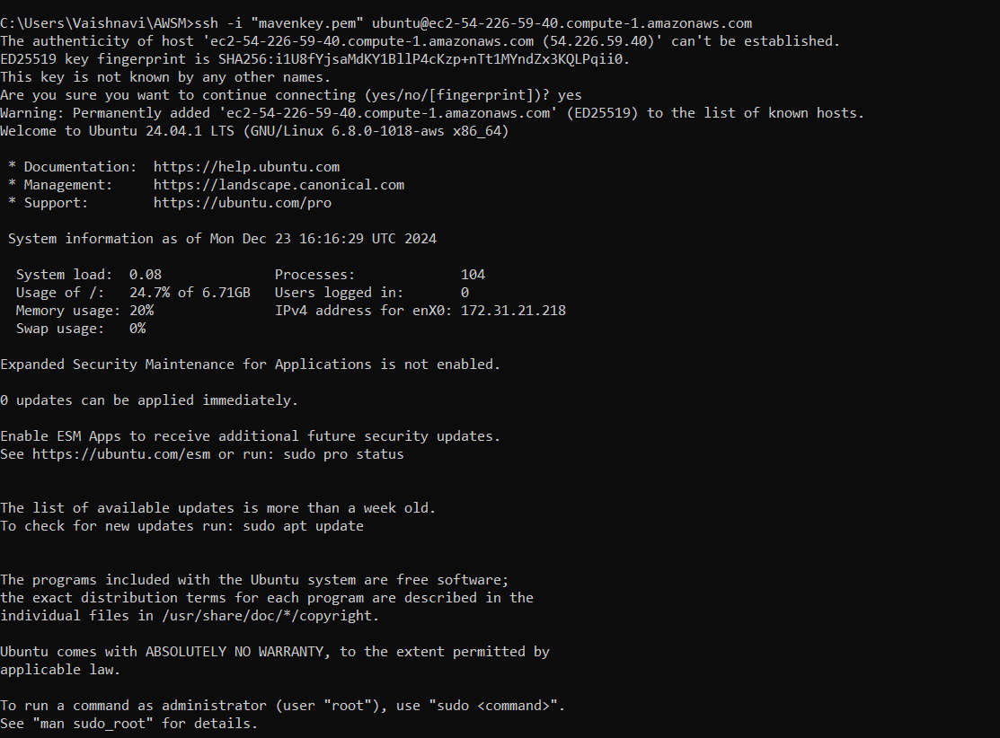 C:\Users\Vaishnavi\AWSM>ssh -i "mavenkey.pem" ubuntu@ec2-54-226-59-40.compute-1.amazonaws.com
The authenticity of host 'ec2-54-226-59-40.compute-1.amazonaws.com (54.226.59.40)' can't be established.
ED25519 key fingerprint is SHA256:i1U8fYjsaMdKY1BllP4cKzp+nTt1MYndZx3KQLPqii0.
This key is not known by any other names.
Are you sure you want to continue connecting (yes/no/[fingerprint])? yes
Warning: Permanently added 'ec2-54-226-59-40.compute-1.amazonaws.com' (ED25519) to the list of known hosts.
Welcome to Ubuntu 24.04.1 LTS (GNU/Linux 6.8.0-1018-aws x86_64)

 * Documentation:  https://help.ubuntu.com
 * Management:     https://landscape.canonical.com
 * Support:        https://ubuntu.com/pro

 System information as of Mon Dec 23 16:16:29 UTC 2024

  System load:  0.08              Processes:             104
  Usage of /:   24.7% of 6.71GB   Users logged in:       0
  Memory usage: 20%               IPv4 address for enX0: 172.31.21.218
  Swap usage:   0%

Expanded Security Maintenance for Applications is not enabled.

0 updates can be applied immediately.

Enable ESM Apps to receive additional future security updates.
See https://ubuntu.com/esm or run: sudo pro status


The list of available updates is more than a week old.
To check for new updates run: sudo apt update


The programs included with the Ubuntu system are free software;
the exact distribution terms for each program are described in the
individual files in /usr/share/doc/*/copyright.

Ubuntu comes with ABSOLUTELY NO WARRANTY, to the extent permitted by
applicable law.

To run a command as administrator (user "root"), use "sudo <command>".
See "man sudo_root" for details.